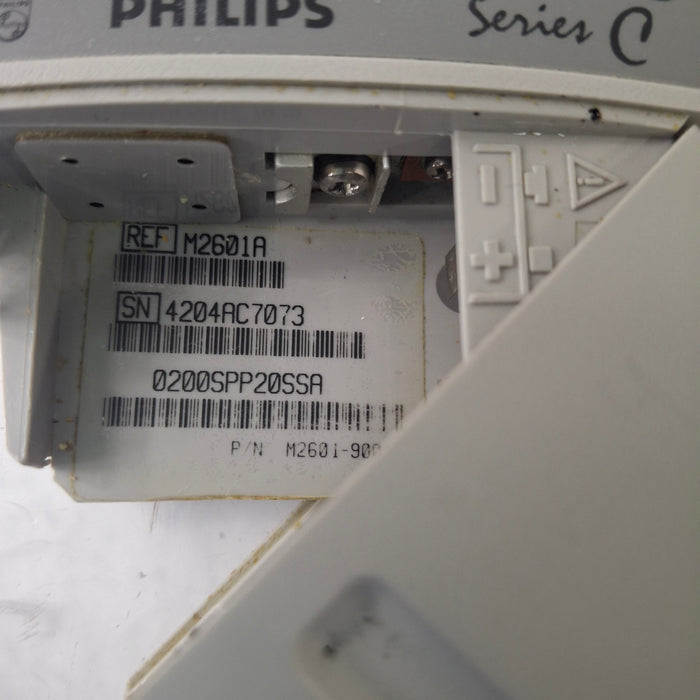 PHILIPS
Series C
REF M2601A
SN 4204AC7073
0200SPP20SSA
P/N M2601-900